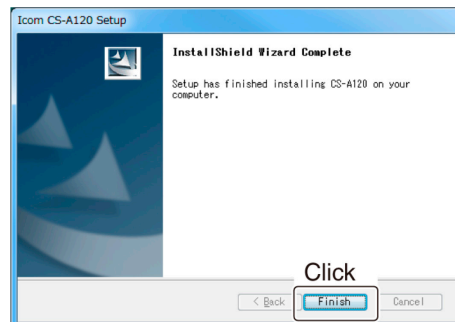 Icom CS-A120 Setup
InstallShield Wizard Complete
Setup has finished installing CS-A120 on your
computer.
Click
< Back
Finish
Cancel